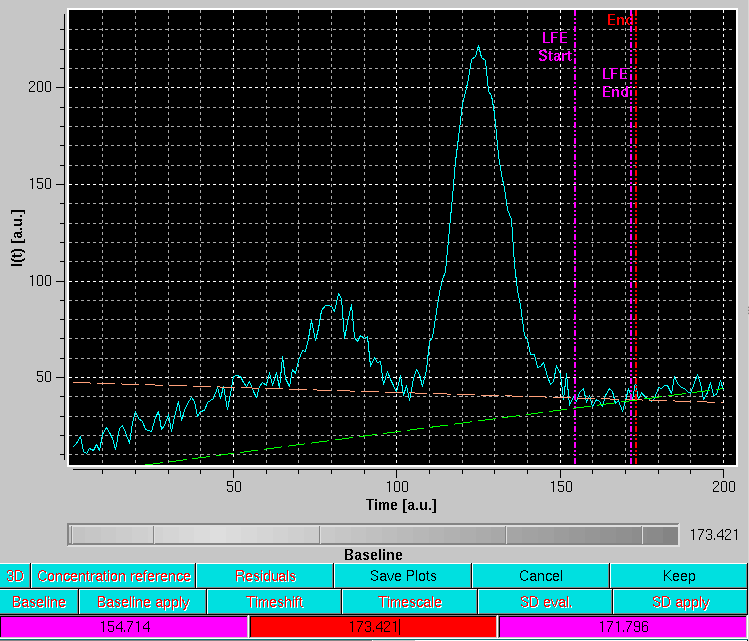 End
LFE
Start
LFE
End
200
150
100
50
I(t) [a.u.]
50 100 150 200
Time [a.u.]
173.421
Baseline
3D Concentration reference Residuals Save Plots Cancel Keep
Baseline Baseline apply Timeshift Timescale SD eval. SD apply
154.714 173.421 171.796